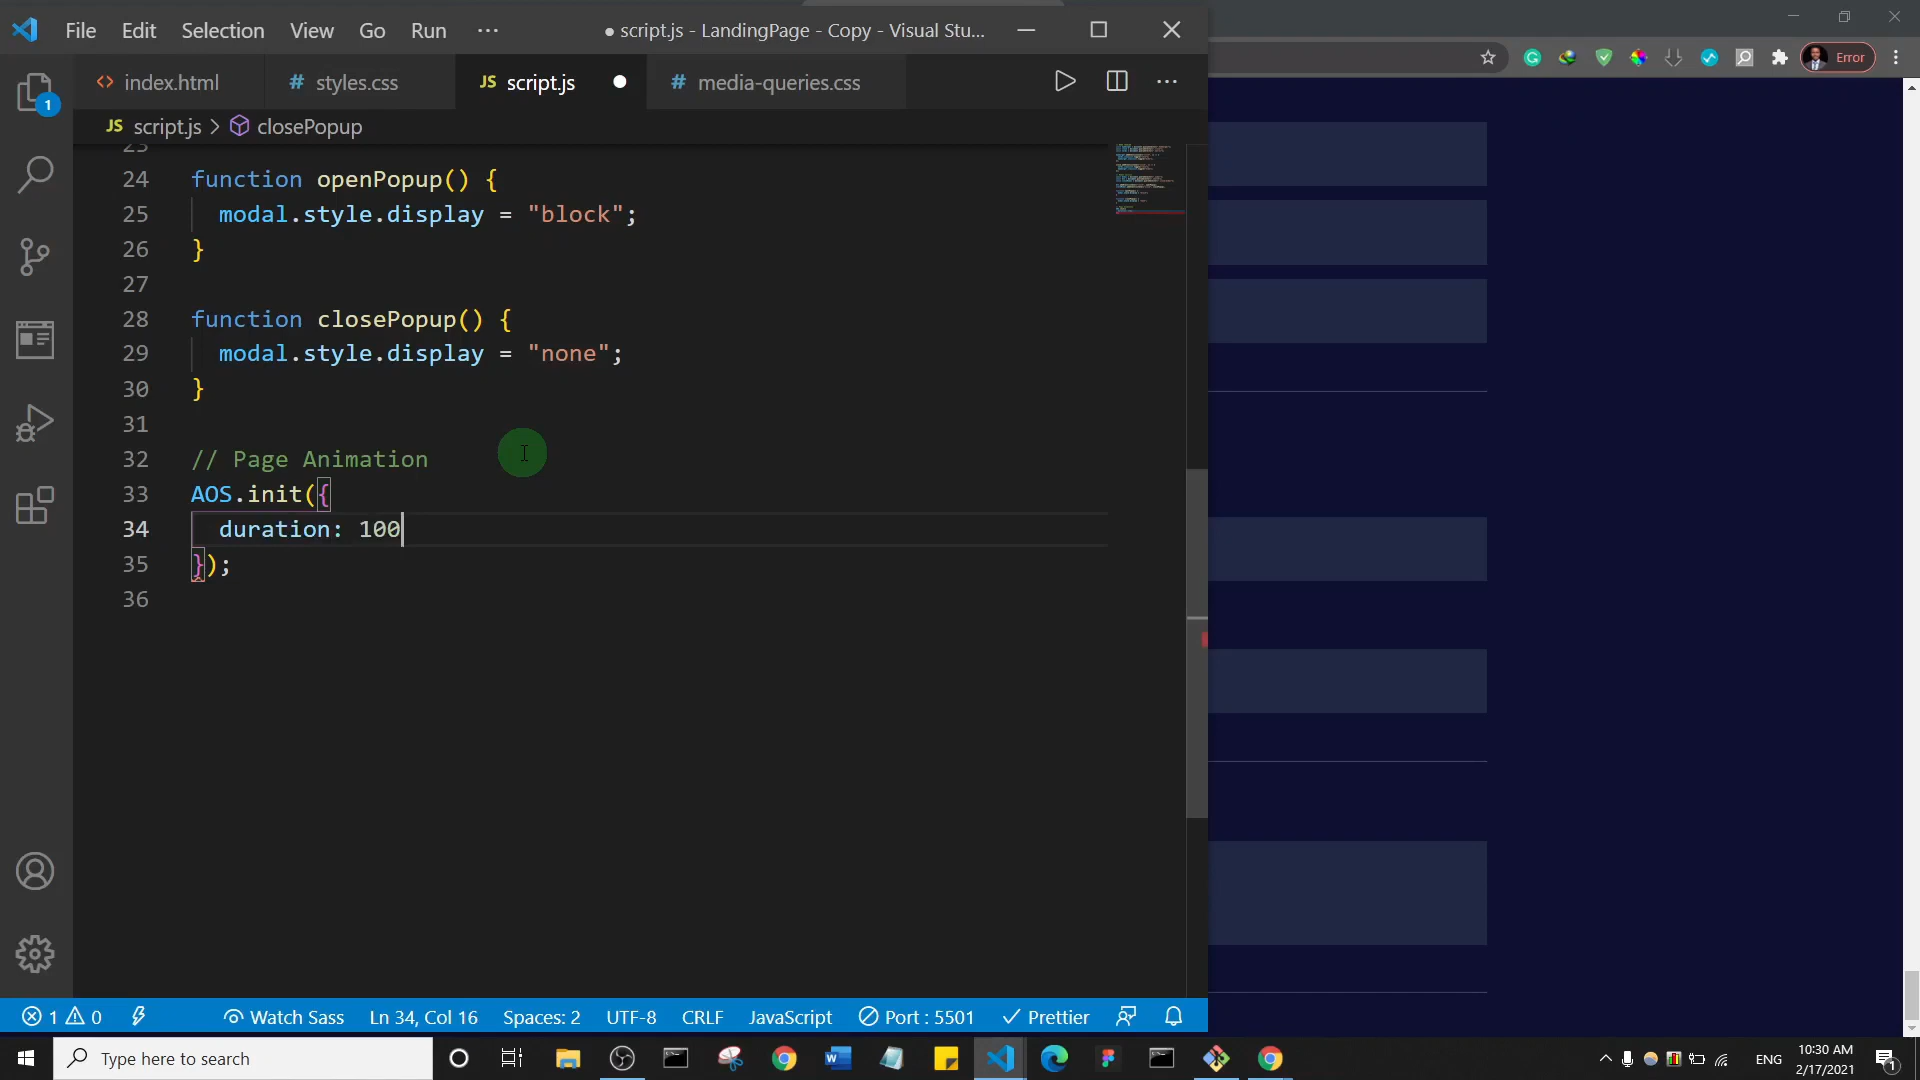 File Edit Selection View Go Run ···
● script.js - LandingPage - Copy - Visual Stu...
index.html styles.css JS script.js media-queries.css
JS script.js > closePopup
Error
23
24 function openPopup() {
25 modal.style.display = "block";
26 }
27
28 function closePopup() {
29 modal.style.display = "none";
30 }
31
32 // Page Animation
33 AOS.init({
34 duration: 100
35 });
36
1
1 0 Watch Sass Ln 34, Col 16 Spaces: 2 UTF-8 CRLF JavaScript Port : 5501 Prettier
Type here to search
ENG
10:30 AM
2/17/2021
1